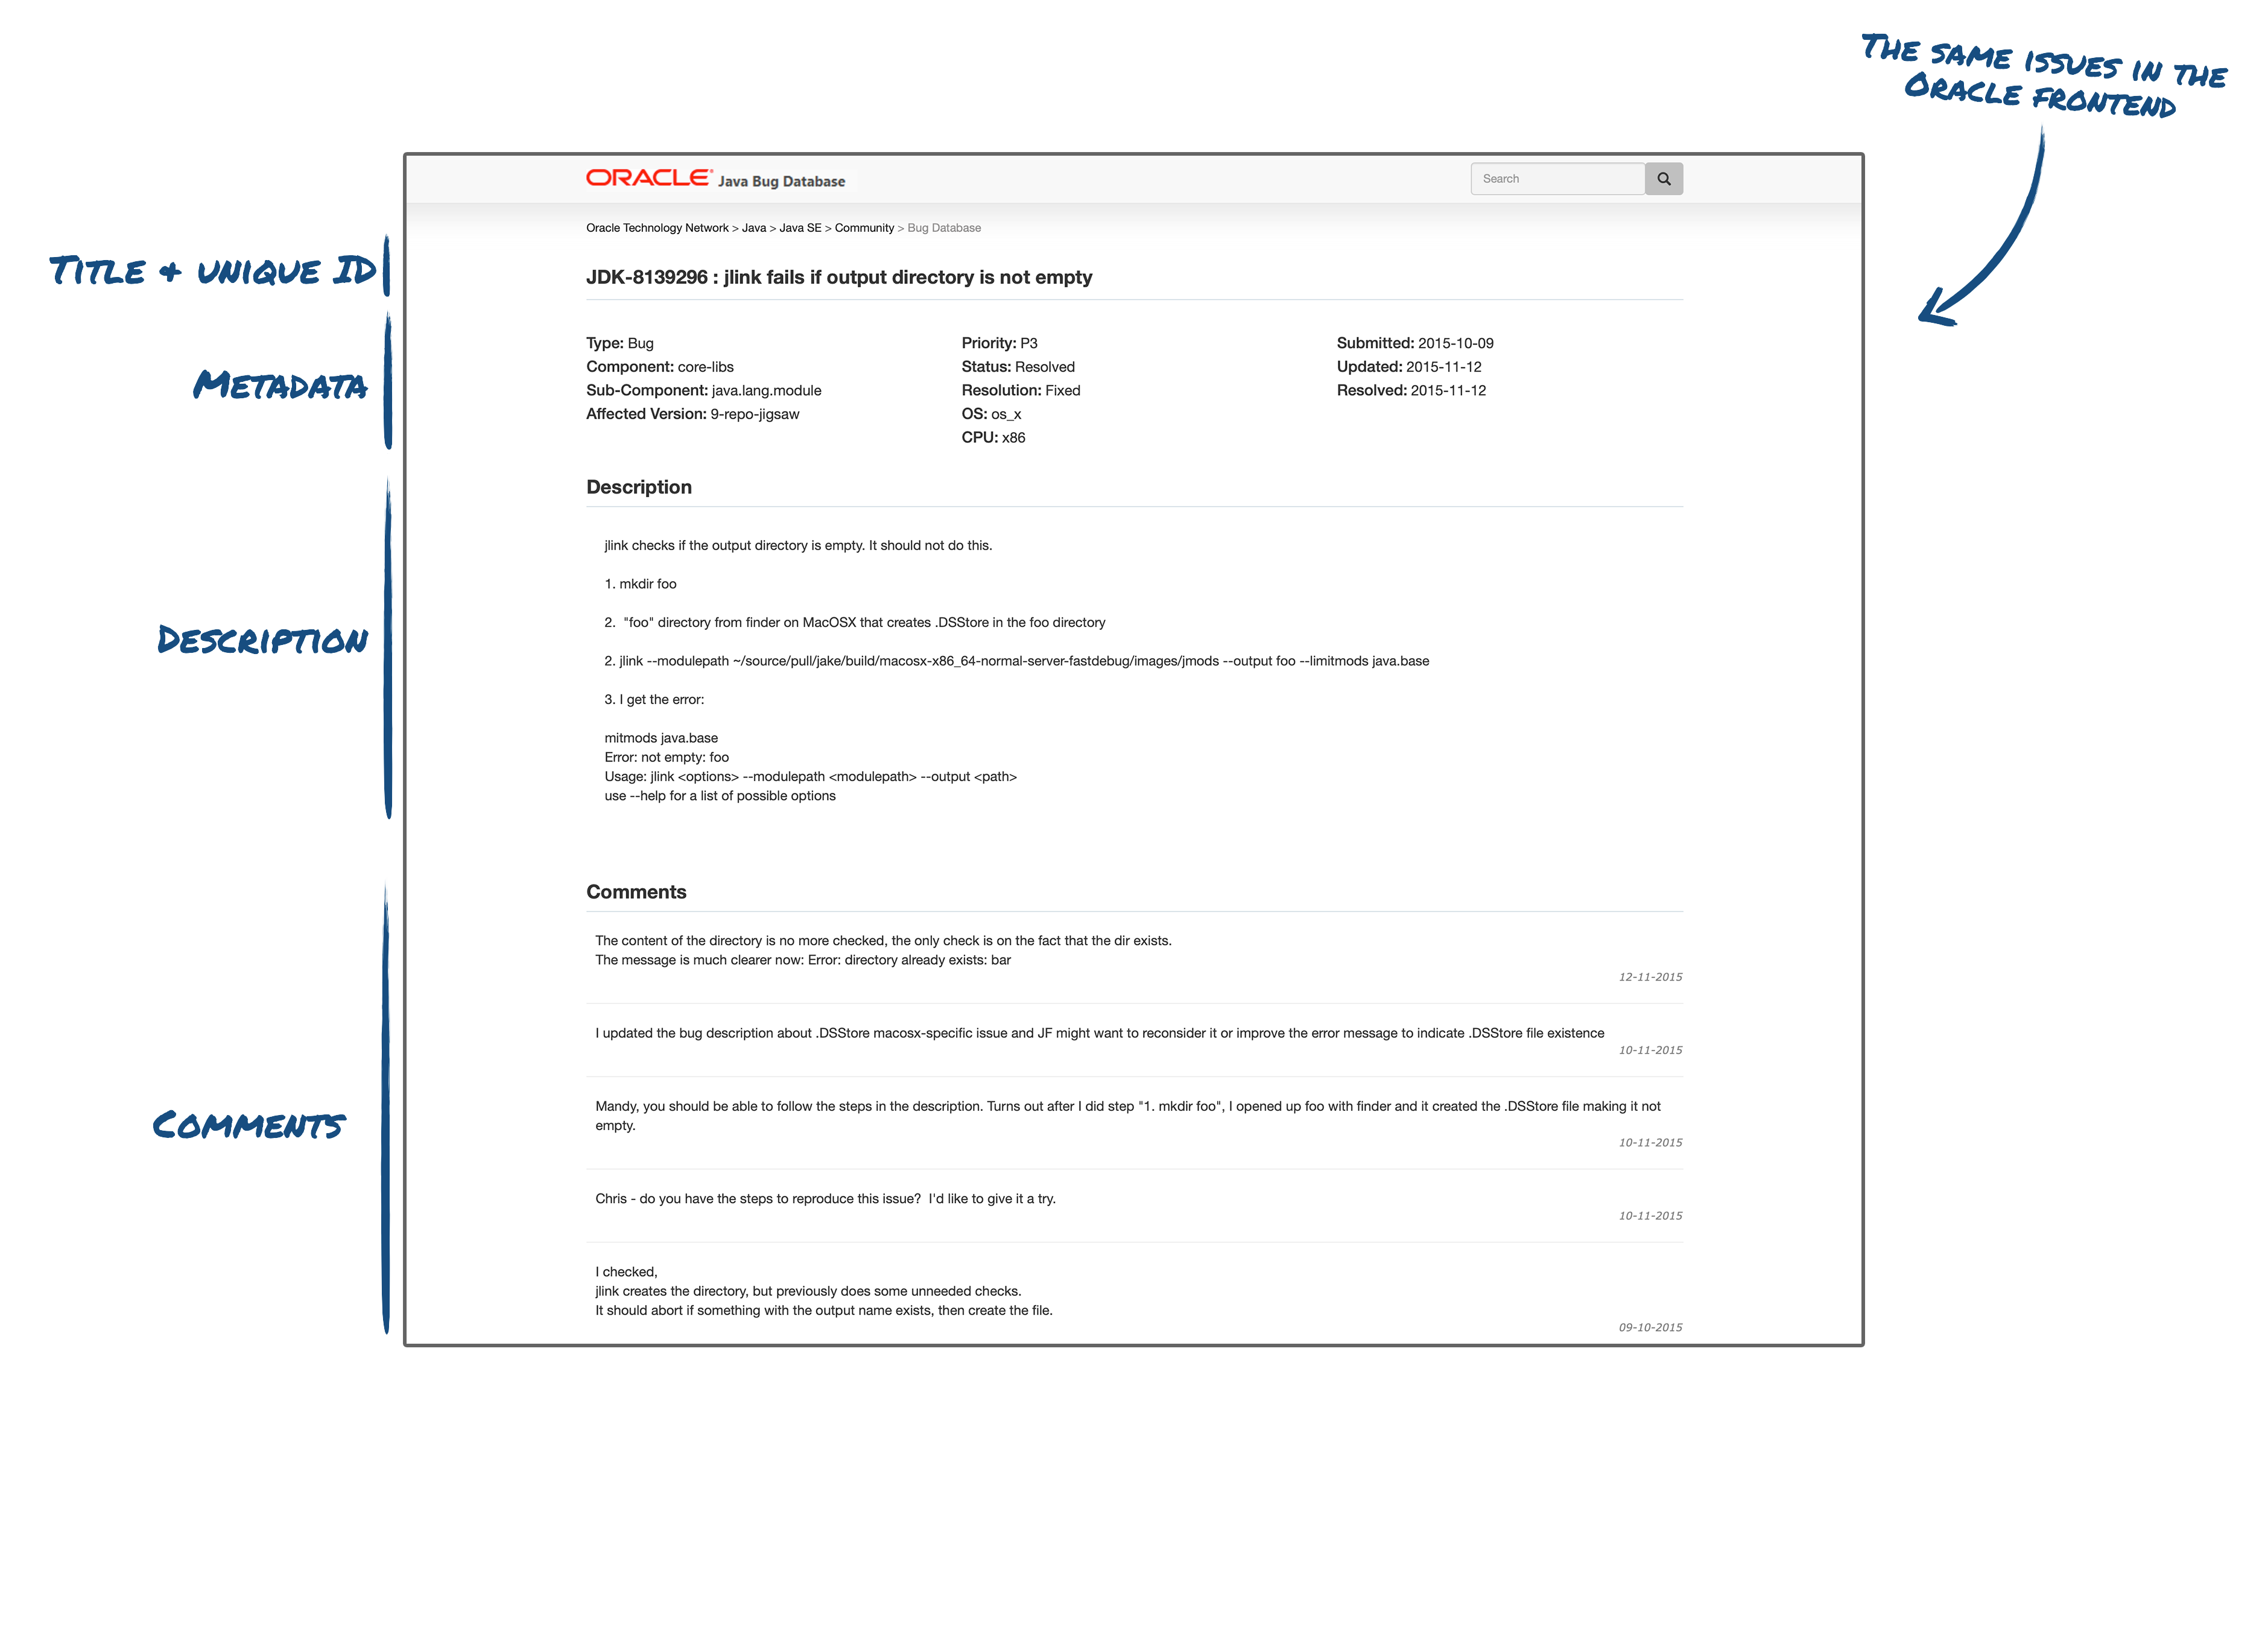 THE SAME ISSUES IN THE
ORACLE FRONTEND
ORACLE Java Bug Database
Search
Oracle Technology Network > Java > Java SE > Community > Bug Database
TITLE & UNIQUE ID
JDK-8139296 : jlink fails if output directory is not empty
METADATA
Type: Bug
Component: core-libs
Sub-Component: java.lang.module
Affected Version: 9-repo-jigsaw
Priority: P3
Status: Resolved
Resolution: Fixed
OS: os_x
CPU: x86
Submitted: 2015-10-09
Updated: 2015-11-12
Resolved: 2015-11-12
DESCRIPTION
Description
jlink checks if the output directory is empty. It should not do this.
1. mkdir foo
2.  "foo" directory from finder on MacOSX that creates .DSStore in the foo directory
2. jlink --modulepath ~/source/pull/jake/build/macosx-x86_64-normal-server-fastdebug/images/jmods --output foo --limitmods java.base
3. I get the error:
mitmods java.base
Error: not empty: foo
Usage: jlink <options> --modulepath <modulepath> --output <path>
use --help for a list of possible options
COMMENTS
Comments
The content of the directory is no more checked, the only check is on the fact that the dir exists.
The message is much clearer now: Error: directory already exists: bar
12-11-2015
I updated the bug description about .DSStore macosx-specific issue and JF might want to reconsider it or improve the error message to indicate .DSStore file existence
10-11-2015
Mandy, you should be able to follow the steps in the description. Turns out after I did step "1. mkdir foo", I opened up foo with finder and it created the .DSStore file making it not
empty.
10-11-2015
Chris - do you have the steps to reproduce this issue?  I'd like to give it a try.
10-11-2015
I checked,
jlink creates the directory, but previously does some unneeded checks.
It should abort if something with the output name exists, then create the file.
09-10-2015